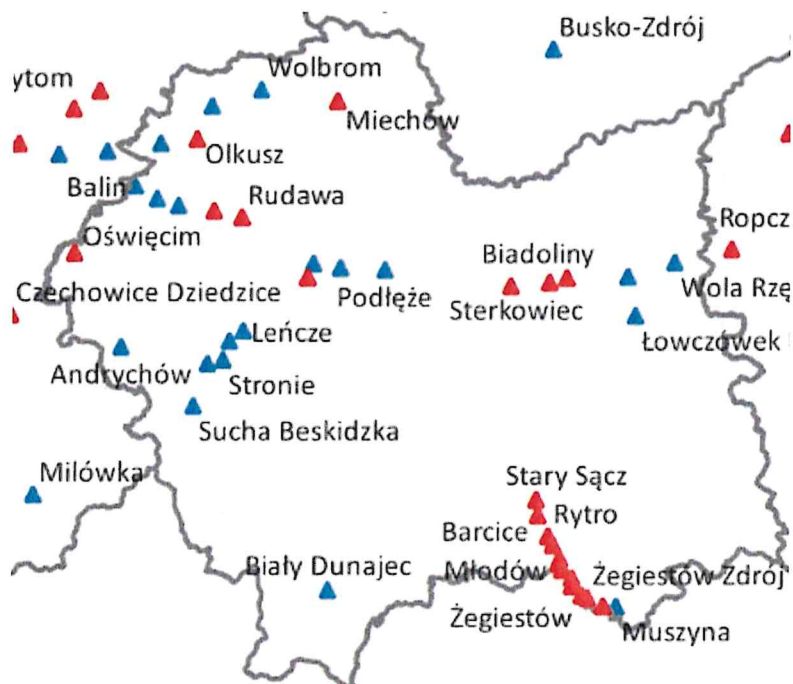 Busko-Zdrój
Wolbrom
ytom
Miechów
Olkusz
Balin
Rudawa
Ropcz
Oświęcim
Biadoliny
Czechowice Dziedzice
Podłęże
Sterkowiec
Wola Rzę
Leńcze
Łowczówek
Andrychów
Stronie
Sucha Beskidzka
Milówka
Stary Sącz
Rytro
Barcice
Biały Dunajec
Młodów
Żegiestów Zdrój
Żegiestów
Muszyna